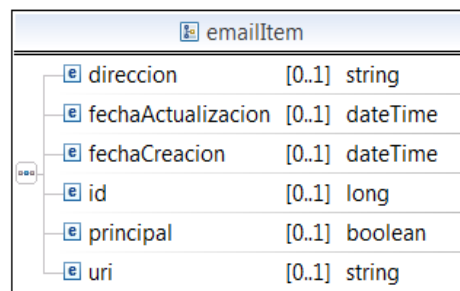 emailItem
direccion [0..1] string
fechaActualizacion [0..1] dateTime
fechaCreacion [0..1] dateTime
id [0..1] long
principal [0..1] boolean
uri [0..1] string